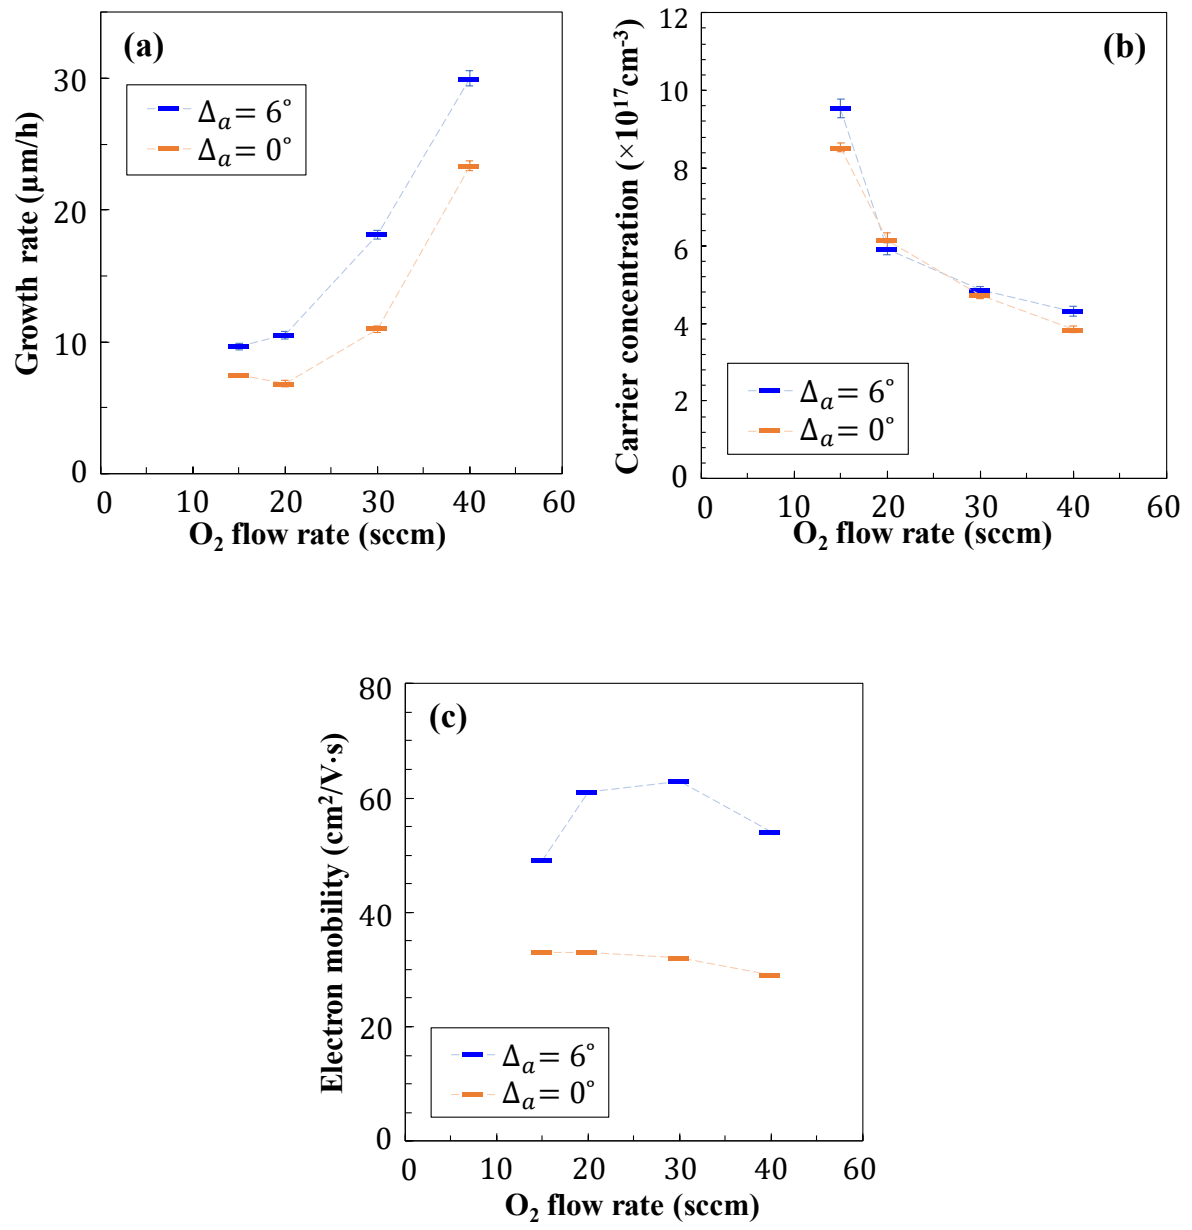 (a)
Growth rate (μm/h)
30
20
10
0
Δa = 6°
Δa = 0°
0 10 20 30 40 60
O2 flow rate (sccm)
(b)
Carrier concentration (×10^17cm^-3)
12
10
8
6
4
2
0
Δa = 6°
Δa = 0°
0 10 20 30 40 60
O2 flow rate (sccm)
(c)
Electron mobility (cm²/V·s)
80
60
40
20
0
Δa = 6°
Δa = 0°
0 10 20 30 40 60
O2 flow rate (sccm)